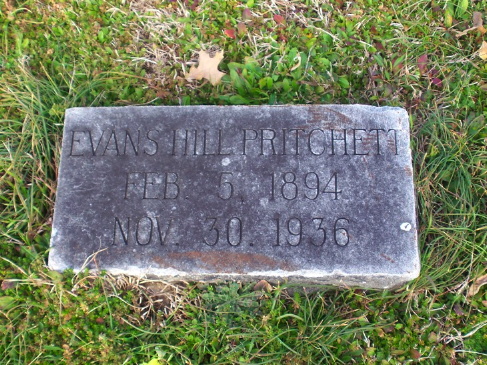 EVANS HILL PRITCHETT
FEB. 5, 1894
NOV. 30. 1936